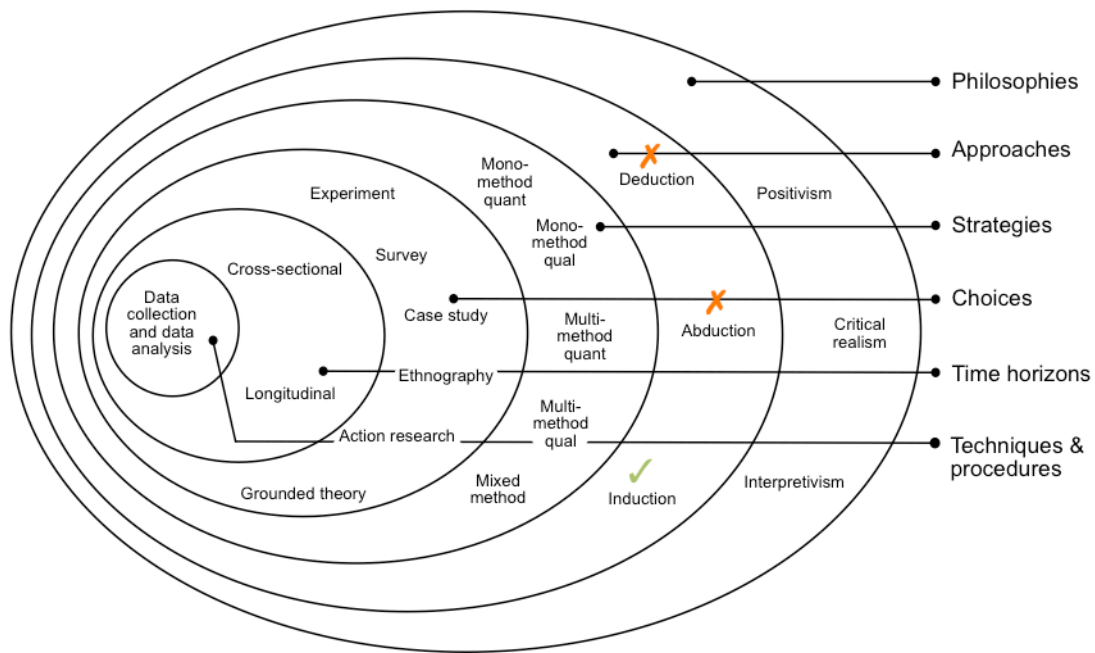 Philosophies
Approaches
Deduction
Positivism
Mono-
method
quant
Experiment
Strategies
Mono-
method
qual
Survey
Cross-sectional
Choices
Data
collection
and data
analysis
Case study
Multi-
method
quant
Abduction
Critical
realism
Time horizons
Ethnography
Longitudinal
Multi-
method
qual
Action research
Techniques &
procedures
Mixed
method
Grounded theory
Induction
Interpretivism